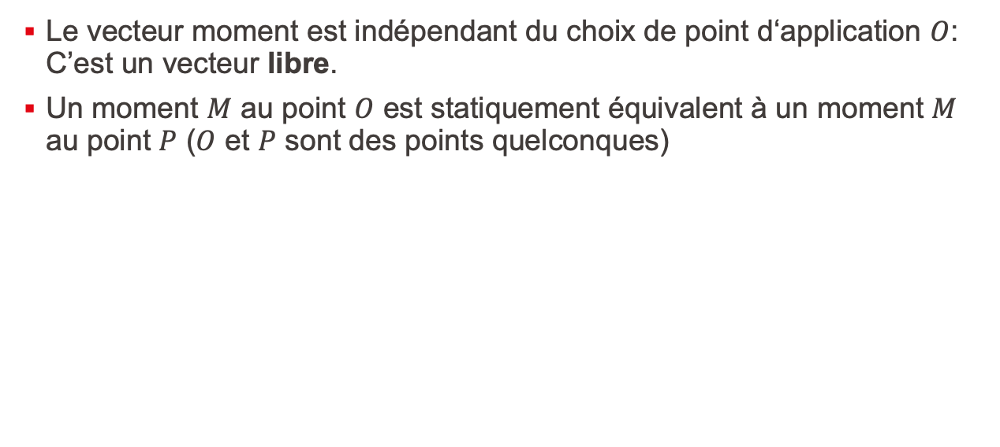 ▪ Le vecteur moment est indépendant du choix de point d‘application O:
C’est un vecteur libre.
▪ Un moment M au point O est statiquement équivalent à un moment M
au point P (O et P sont des points quelconques)